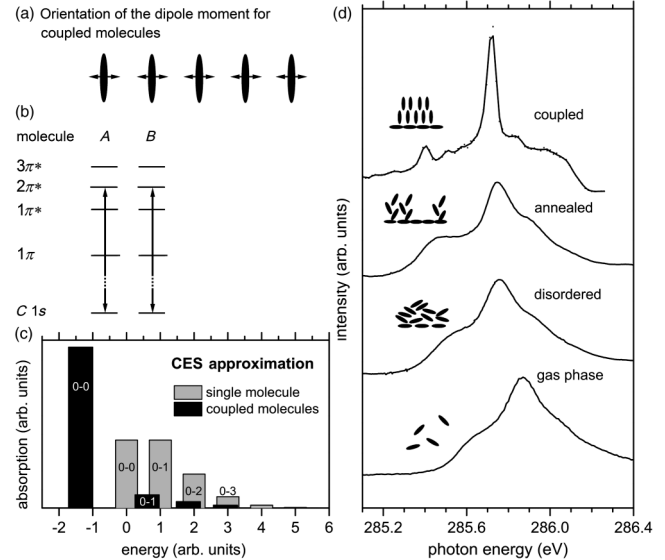 (a) Orientation of the dipole moment for
coupled molecules
(b)
molecule A B
3π*
2π*
1π*
1π
C 1s
(c)
CES approximation
single molecule
coupled molecules
0-0
0-0
0-1
0-1
0-2
0-3
absorption (arb. units)
-2 -1 0 1 2 3 4 5 6
energy (arb. units)
(d)
coupled
annealed
disordered
gas phase
intensity (arb. units)
285.2 285.6 286.0 286.4
photon energy (eV)